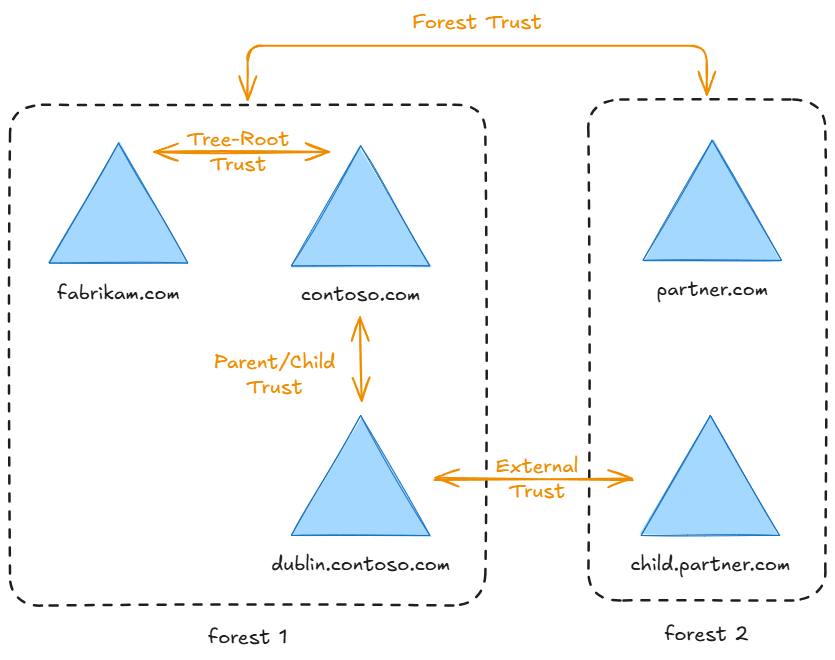 Forest Trust
Tree-Root
Trust
fabrikam.com
contoso.com
partner.com
Parent/Child
Trust
External
Trust
dublin.contoso.com
child.partner.com
forest 1
forest 2